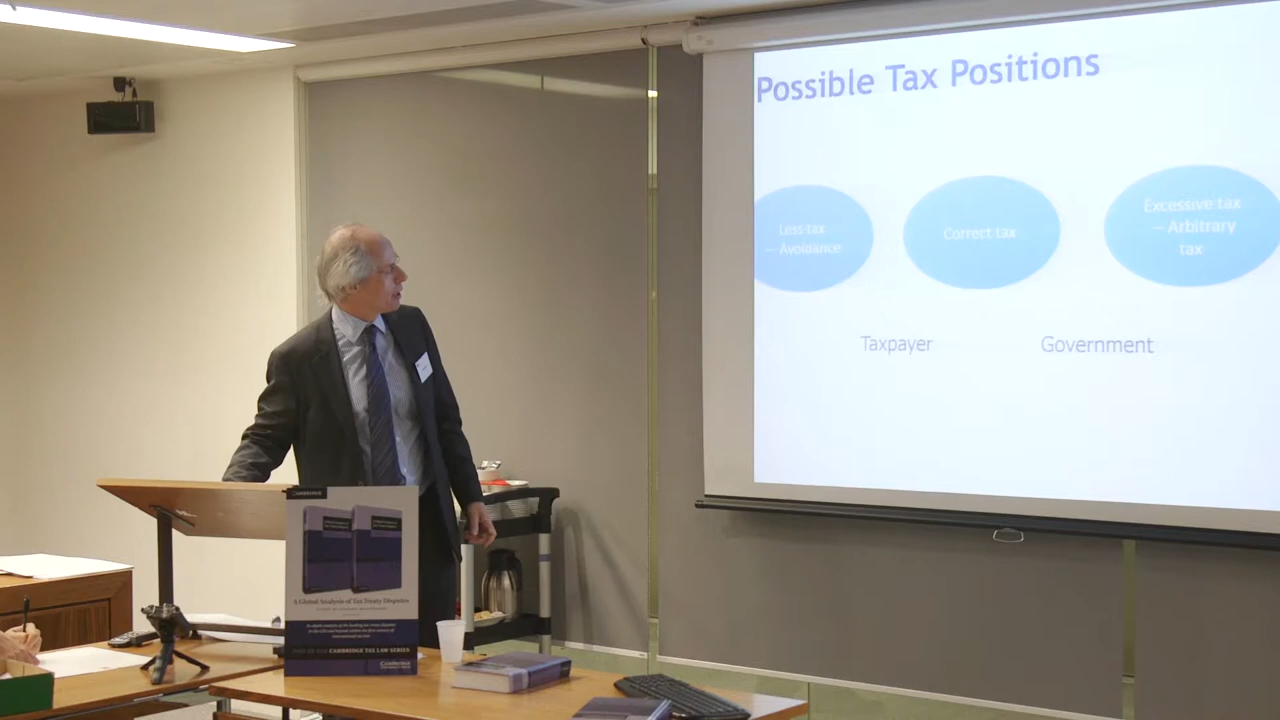 Possible Tax Positions
Less tax
– Avoidance
Correct tax
Excessive tax
– Arbitrary
tax
Taxpayer
Government
CAMBRIDGE
A Global Analysis of Tax Treaty Disputes
CAMBRIDGE TAX LAW SERIES
CAMBRIDGE